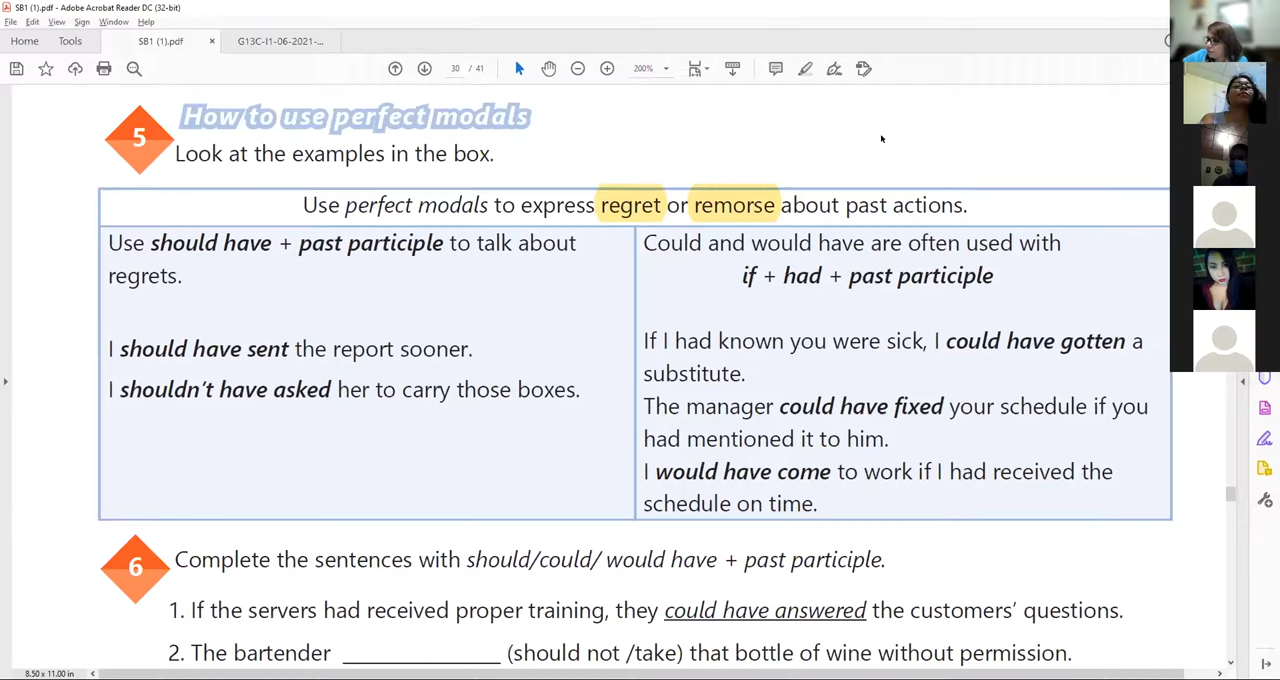 SB1 (1).pdf - Adobe Acrobat Reader DC (32-bit)
File Edit View Sign Window Help
Home Tools SB1 (1).pdf × G13C-I1-06-2021-...
30 / 41 200%
5 How to use perfect modals
Look at the examples in the box.
Use perfect modals to express regret or remorse about past actions.
Use should have + past participle to talk about
regrets.
I should have sent the report sooner.
I shouldn't have asked her to carry those boxes.
Could and would have are often used with
if + had + past participle
If I had known you were sick, I could have gotten a
substitute.
The manager could have fixed your schedule if you
had mentioned it to him.
I would have come to work if I had received the
schedule on time.
6 Complete the sentences with should/could/ would have + past participle.
1. If the servers had received proper training, they could have answered the customers' questions.
2. The bartender ______________ (should not /take) that bottle of wine without permission.
8.50 x 11.00 in